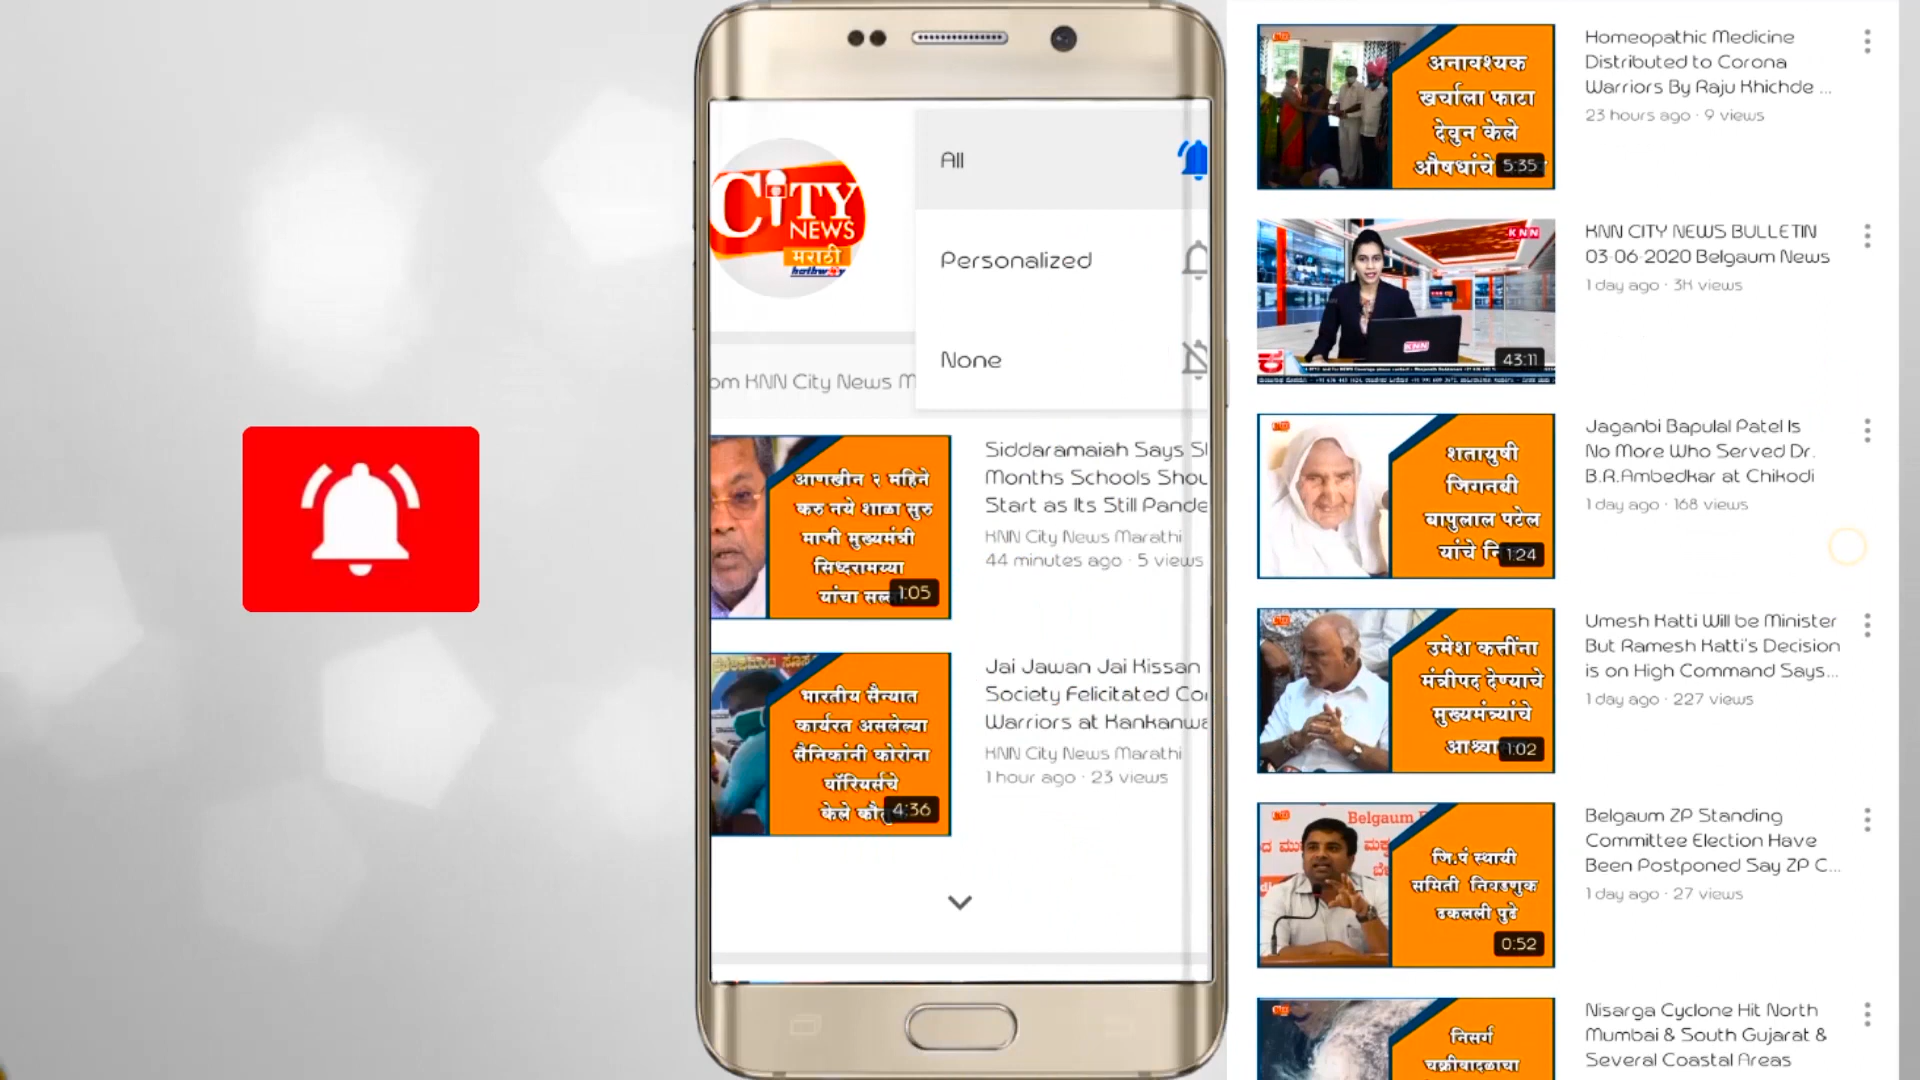 CiTY
NEWS
मराठी
hathway
All
Personalized
None
om KNN City News M
आणखीन २ महिने
करु नये शाळा सुरु
माजी मुख्यमंत्री
सिध्दरामय्या
यांचा सल्ला
1:05
Siddaramaiah Says
Months Schools Shou
Start as Its Still Pande
KNN City News Marathi
44 minutes ago · 5 views
भारतीय सैन्यात
कार्यरत असलेल्या
सैनिकांनी कोरोना
वॉरियर्सचे
केले
4:36
Jai Jawan Jai Kissan
Society Felicitated Co
Warriors at Kankanwa
KNN City News Marathi
1 hour ago · 23 views
अनावश्यक
खर्चाला फाटा
देवुन केले
औषधांचे
5:35
Homeopathic Medicine
Distributed to Corona
Warriors By Raju Khichde ...
23 hours ago · 9 views
KNN
KNN
43:11
KNN CITY NEWS BULLETIN
03-06-2020 Belgaum News
1 day ago · 3K views
शतायुषी
जिगनबी
बापुलाल पटेल
यांचे
1:24
Jaganbi Bapulal Patel Is
No More Who Served Dr.
B.R.Ambedkar at Chikodi
1 day ago · 168 views
उमेश कत्तींना
मंत्रीपद देण्याचे
मुख्यमंत्र्यांचे
1:02
Umesh Katti Will be Minister
But Ramesh Katti's Decision
is on High Command Says...
1 day ago · 227 views
Belgaum
जि.पं स्थायी
समिती निवडणुक
ढकलली पुढे
0:52
Belgaum ZP Standing
Committee Election Have
Been Postponed Say ZP C...
1 day ago · 27 views
निसर्ग
चक्रीवादळाचा
Nisarga Cyclone Hit North
Mumbai & South Gujarat &
Several Coastal Areas